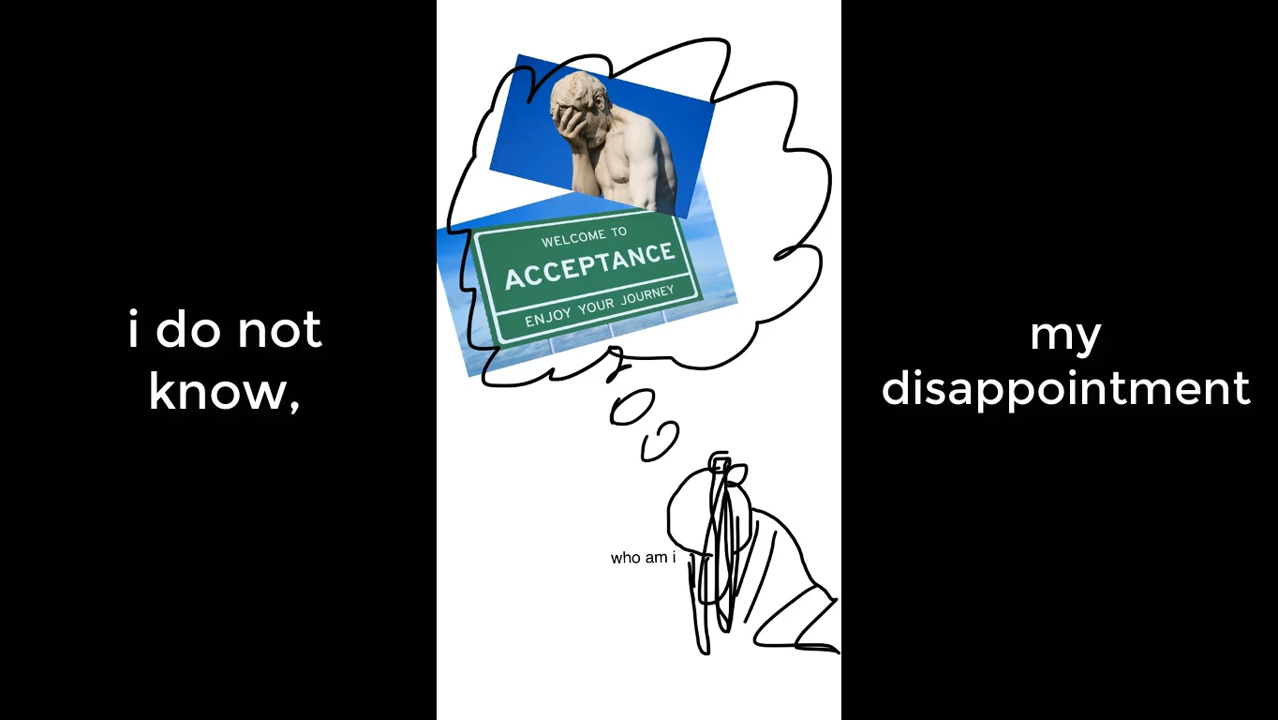 i do not
know,
WELCOME TO
ACCEPTANCE
ENJOY YOUR JOURNEY
who am i
my
disappointment